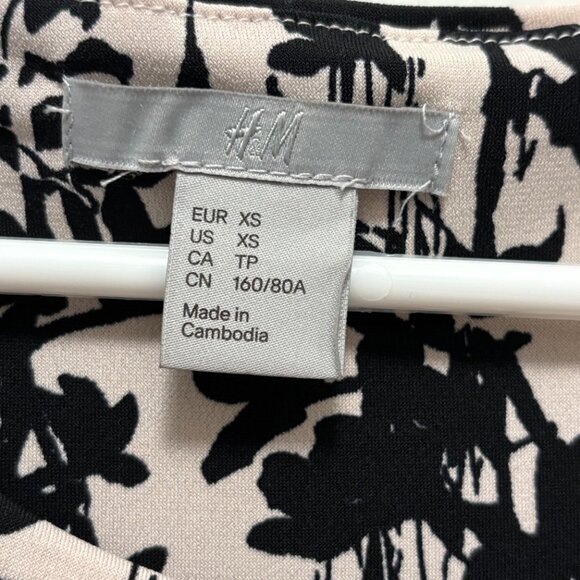 H&M
EUR XS
US XS
CA TP
CN 160/80A
Made in
Cambodia